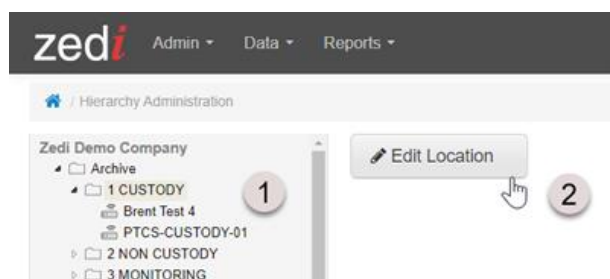 zedi Admin Data Reports
/ Hierarchy Administration
Zedi Demo Company
Archive
1 CUSTODY
Brent Test 4
PTCS-CUSTODY-01
2 NON CUSTODY
3 MONITORING
1
Edit Location
2